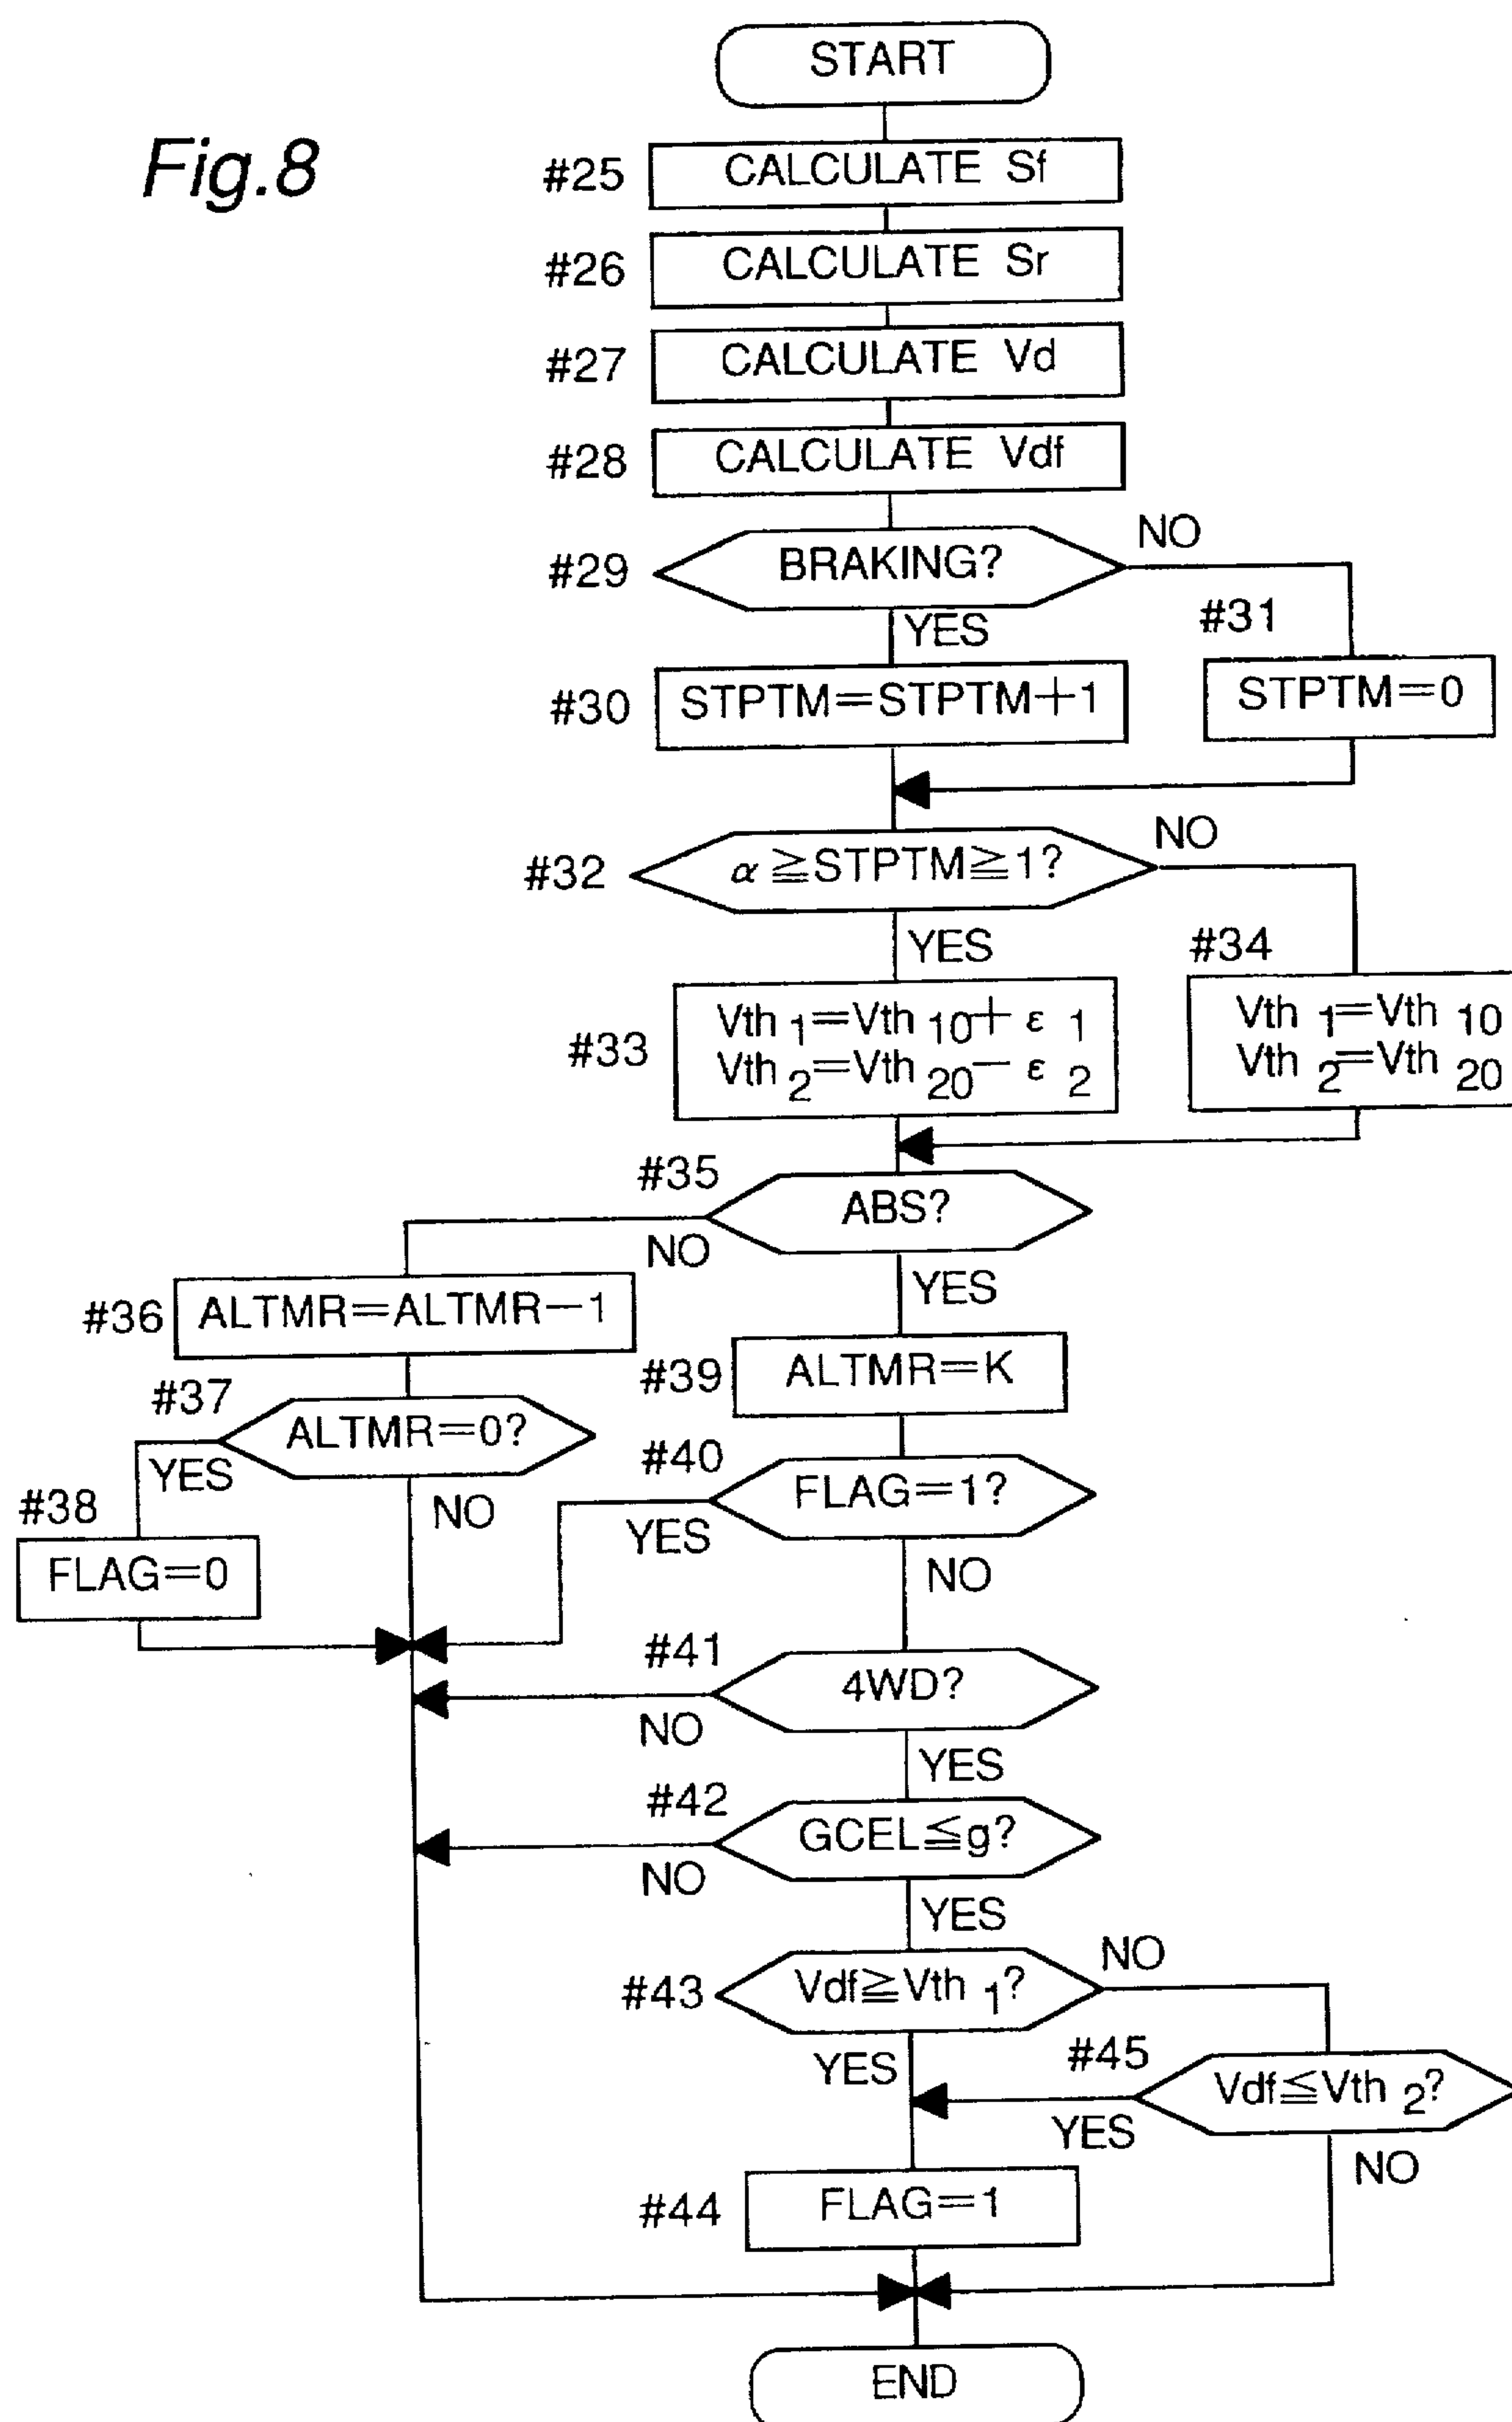 START
Fig.8
#25 CALCULATE Sf
#26 CALCULATE Sr
#27 CALCULATE Vd
#28 CALCULATE Vdf
#29 BRAKING? NO
YES #31
#30 STPTM=STPTM+1 STPTM=0
#32 α≧STPTM≧1? NO
YES #34
#33 Vth 1=Vth 10+ ε 1 Vth 1=Vth 10
Vth 2=Vth 20− ε 2 Vth 2=Vth 20
#35 ABS?
NO YES
#36 ALTMR=ALTMR−1
#39 ALTMR=K
#37 ALTMR=0?
YES NO
#40 FLAG=1?
YES NO
#38 FLAG=0
#41 4WD?
NO YES
#42 GCEL≦g?
NO YES
#43 Vdf≧Vth 1? NO
YES #45 Vdf≦Vth 2?
YES NO
#44 FLAG=1
END